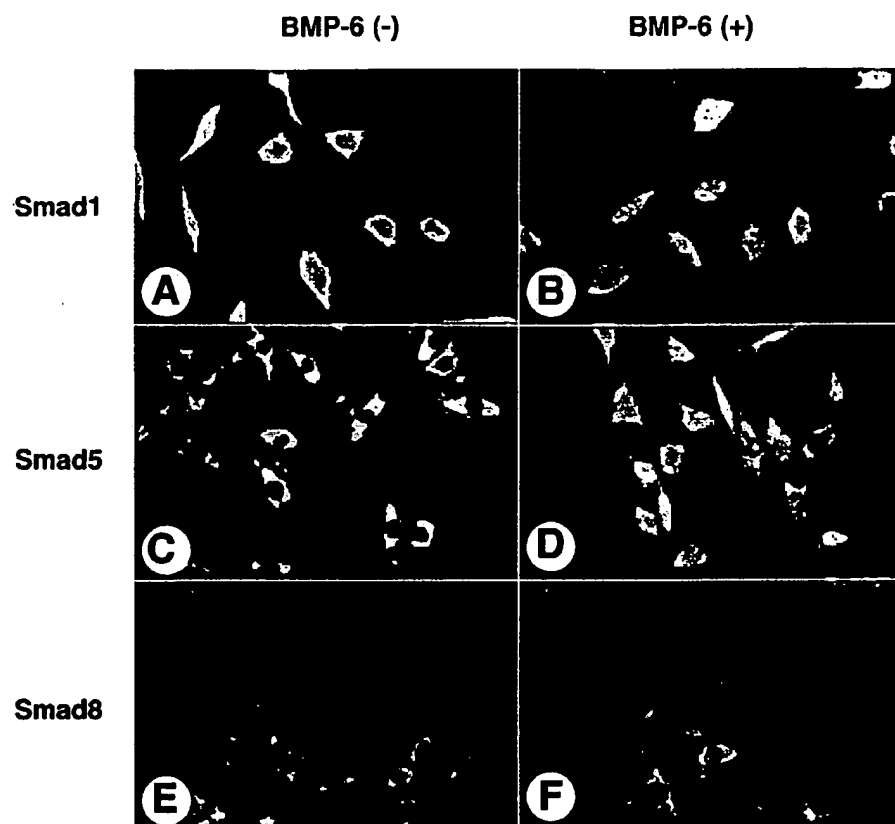 BMP-6 (-) BMP-6 (+)
Smad1
A B
Smad5
C D
Smad8
E F